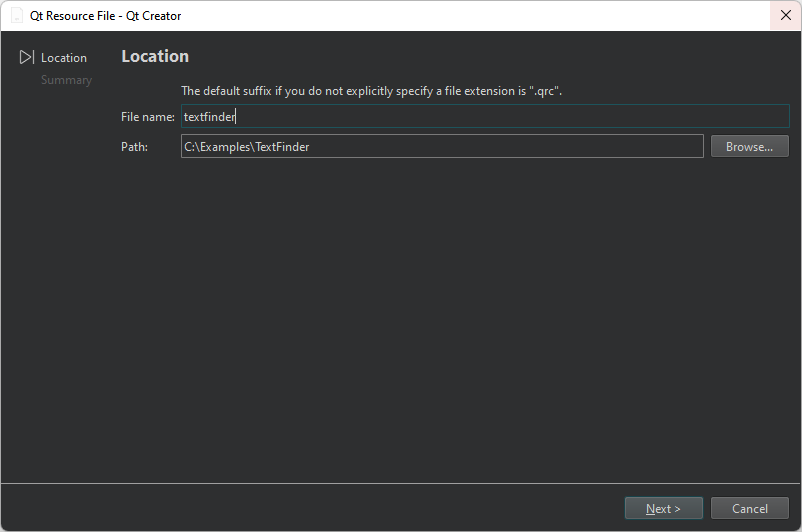 Qt Resource File - Qt Creator
Location
Summary
Location
The default suffix if you do not explicitly specify a file extension is ".qrc".
File name: textfinder
Path: C:\Examples\TextFinder Browse...
Next > Cancel